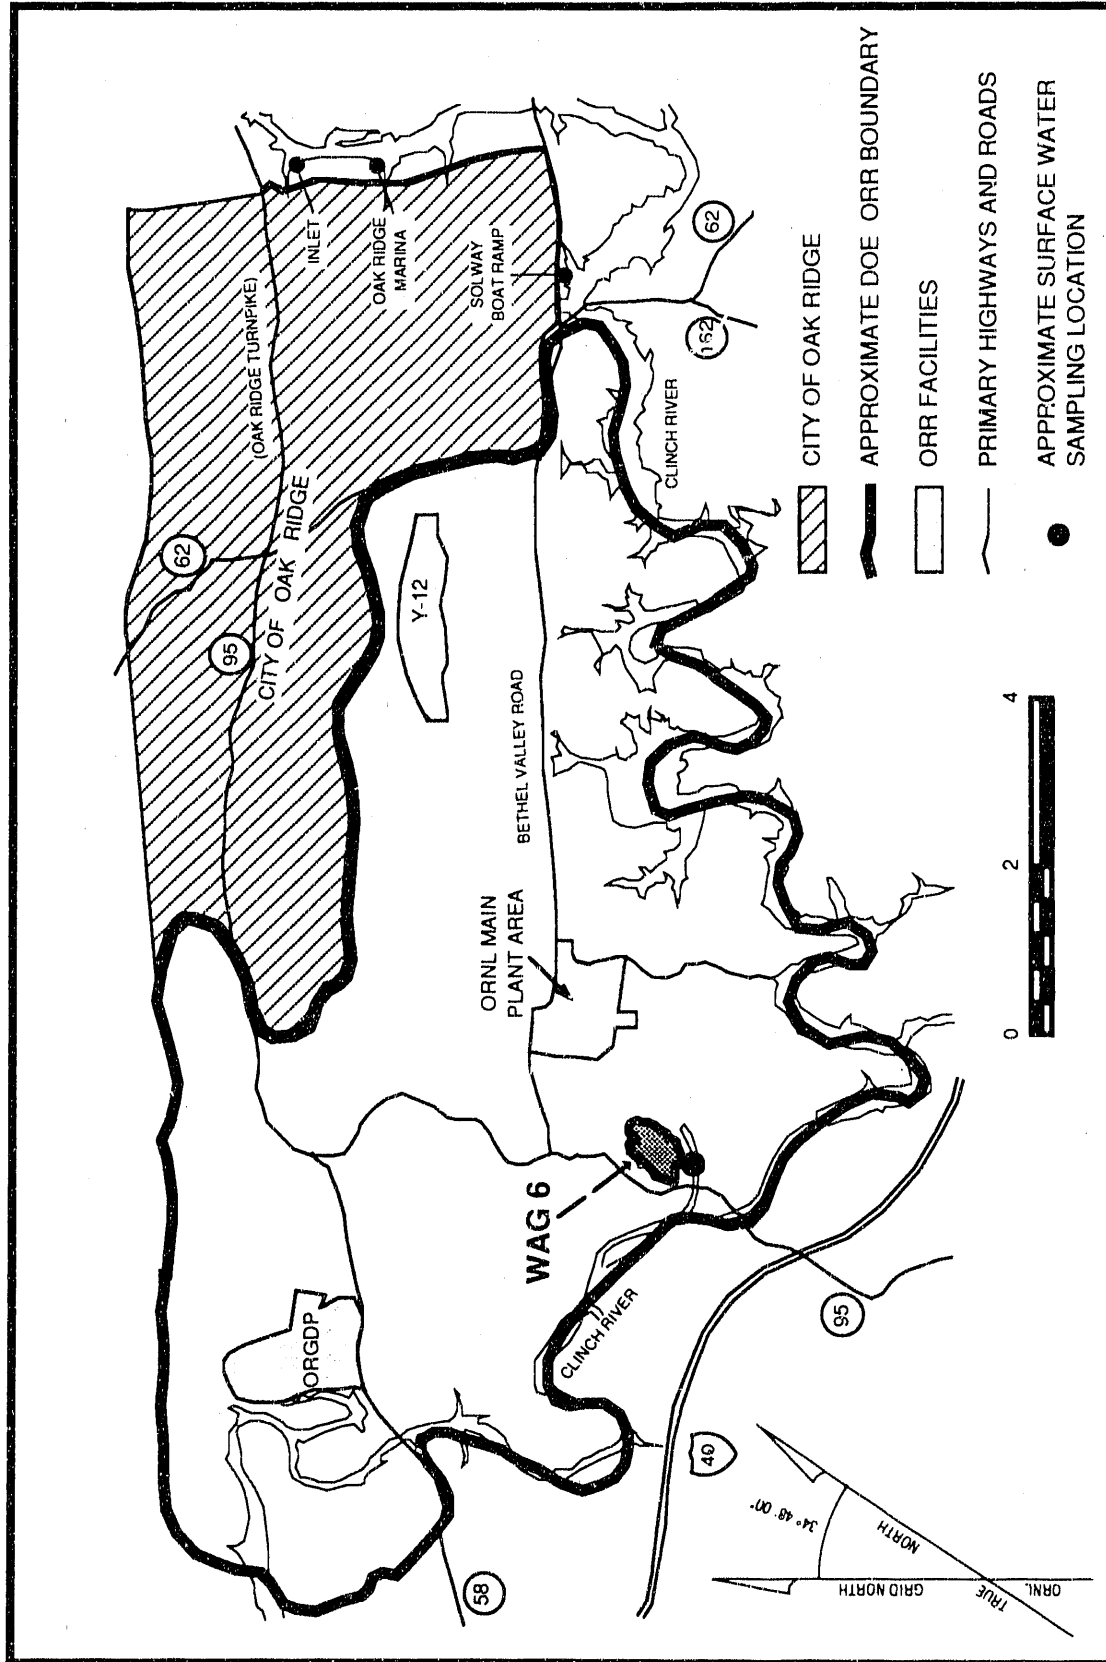 INLET
OAK RIDGE
MARINA
SOLWAY
BOAT RAMP
(OAK RIDGE TURNPIKE)
62
95
CITY OF OAK RIDGE
Y-12
BETHEL VALLEY ROAD
62
162
CLINCH RIVER
ORNL MAIN
PLANT AREA
WAG 6
ORGDP
CLINCH RIVER
95
40
58
CITY OF OAK RIDGE
APPROXIMATE DOE ORR BOUNDARY
ORR FACILITIES
PRIMARY HIGHWAYS AND ROADS
APPROXIMATE SURFACE WATER
SAMPLING LOCATION
0 2 4
34° 48' 00"
TRUE NORTH
ORNL GRID NORTH